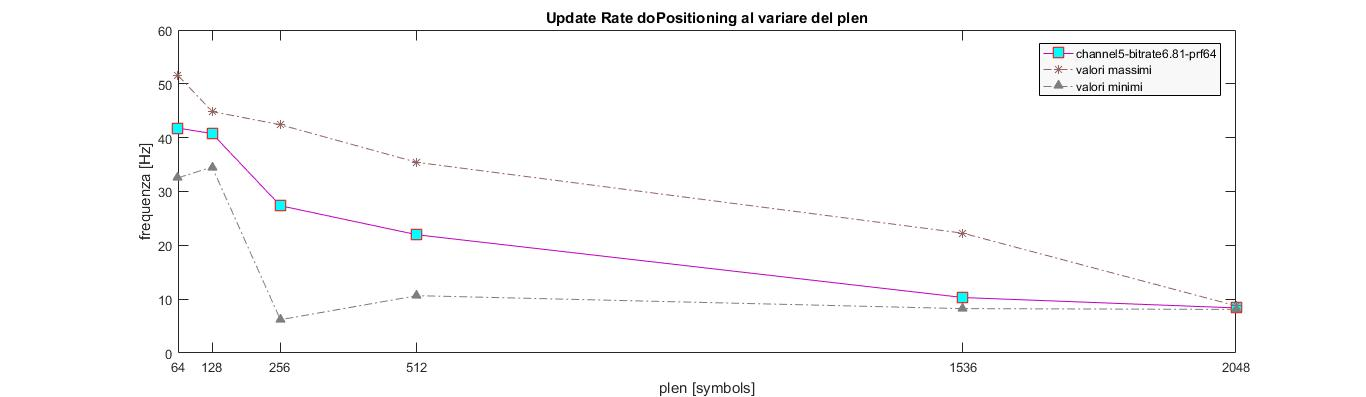 Update Rate doPositioning al variare del plen
channel5-bitrate6.81-prf64
valori massimi
valori minimi
frequenza [Hz]
60
50
40
30
20
10
0
64 128 256 512 1536 2048
plen [symbols]